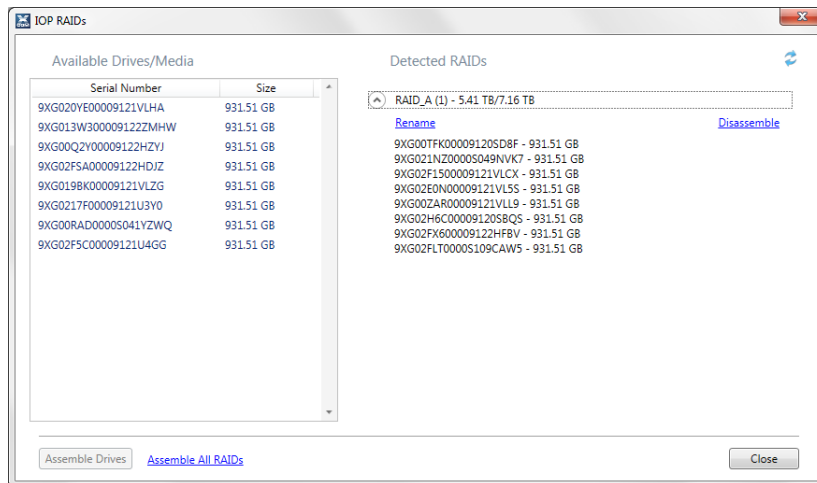 IOP RAIDs
Available Drives/Media
Serial Number Size
9XG020YE00009121VLHA 931.51 GB
9XG013W300009122ZMHW 931.51 GB
9XG00Q2Y00009122HZYJ 931.51 GB
9XG02FSA00009122HDJZ 931.51 GB
9XG019BK00009121VLZG 931.51 GB
9XG0217F00009121U3Y0 931.51 GB
9XG00RAD0000S041YZWQ 931.51 GB
9XG02F5C00009121U4GG 931.51 GB
Detected RAIDs
RAID_A (1) - 5.41 TB/7.16 TB
Rename Disassemble
9XG00TFK00009120SD8F - 931.51 GB
9XG021NZ0000S049NVK7 - 931.51 GB
9XG02F1500009121VLCX - 931.51 GB
9XG02E0N00009121VL5S - 931.51 GB
9XG00ZAR00009121VLL9 - 931.51 GB
9XG02H6C00009120SBQS - 931.51 GB
9XG02FX600009122HFBV - 931.51 GB
9XG02FLT0000S109CAW5 - 931.51 GB
Assemble Drives Assemble All RAIDs Close